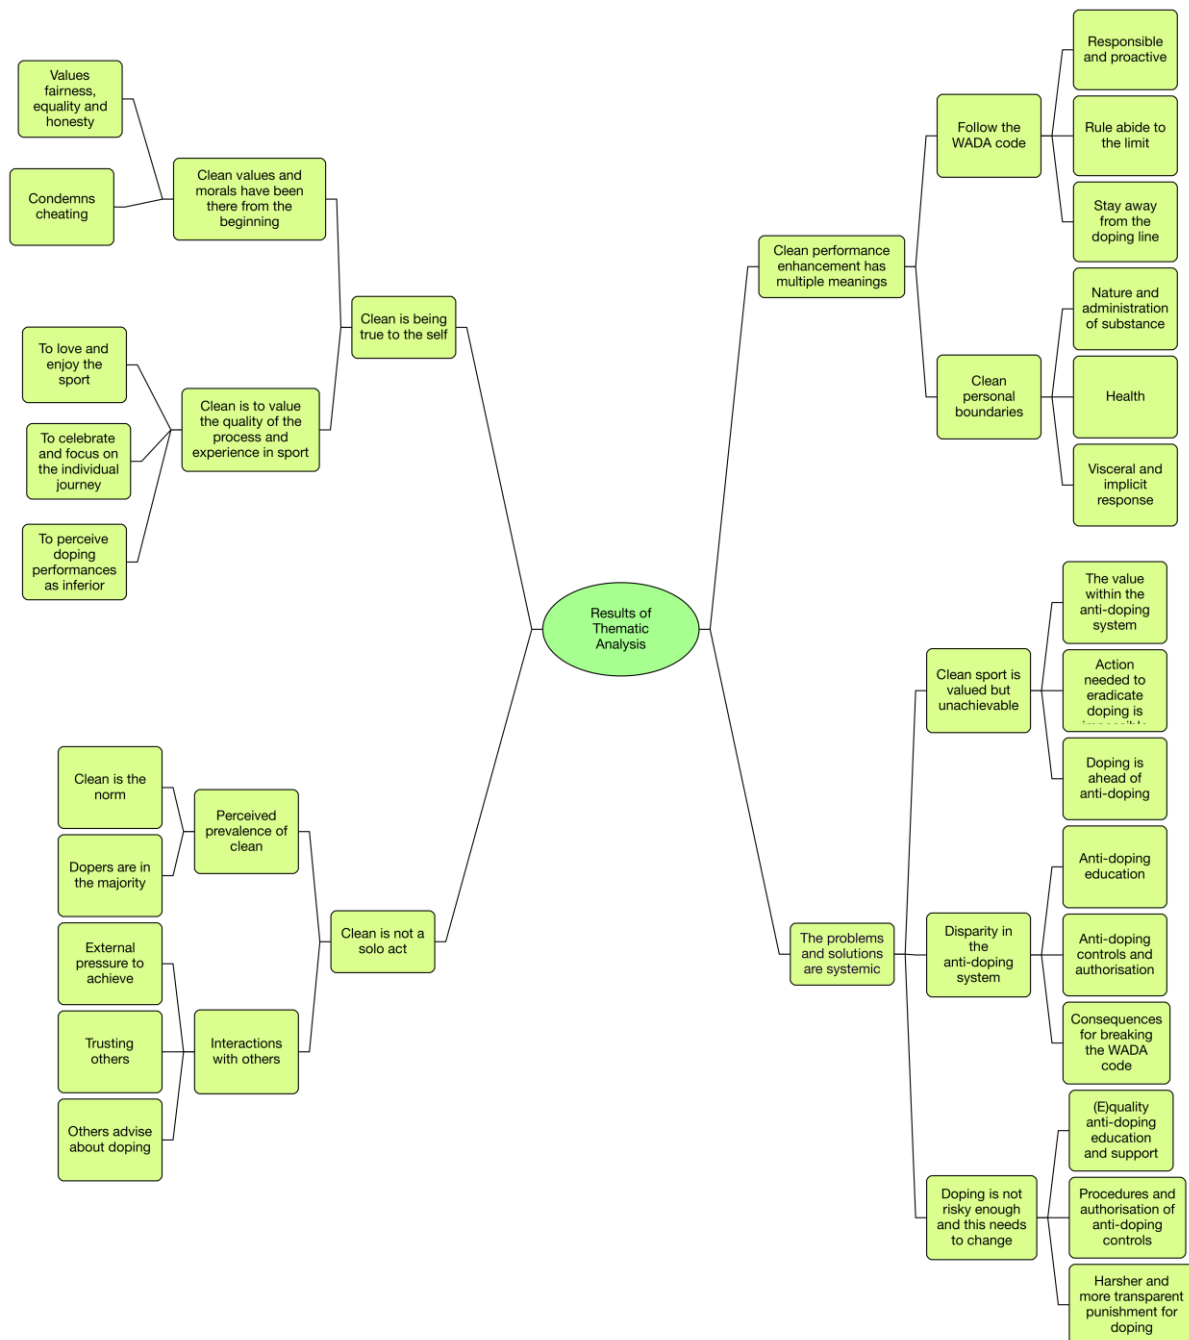 Values
fairness,
equality and
honesty
Condemns
cheating
Clean values and
morals have been
there from the
beginning
To love and
enjoy the
sport
To celebrate
and focus on
the individual
journey
To perceive
doping
performances
as inferior
Clean is to value
the quality of the
process and
experience in sport
Clean is being
true to the self
Clean is the
norm
Dopers are in
the majority
Perceived
prevalence of
clean
External
pressure to
achieve
Trusting
others
Others advise
about doping
Interactions
with others
Clean is not a
solo act
Results of
Thematic
Analysis
Clean performance
enhancement has
multiple meanings
Follow the
WADA code
Responsible
and proactive
Rule abide to
the limit
Stay away
from the
doping line
Clean
personal
boundaries
Nature and
administration
of substance
Health
Visceral and
implicit
response
The problems
and solutions
are systemic
Clean sport is
valued but
unachievable
The value
within the
anti-doping
system
Action
needed to
eradicate
doping is
Doping is
ahead of
anti-doping
Disparity in
the
anti-doping
system
Anti-doping
education
Anti-doping
controls and
authorisation
Consequences
for breaking
the WADA
code
Doping is not
risky enough
and this needs
to change
(E)quality
anti-doping
education
and support
Procedures and
authorisation of
anti-doping
controls
Harsher and
more transparent
punishment for
doping